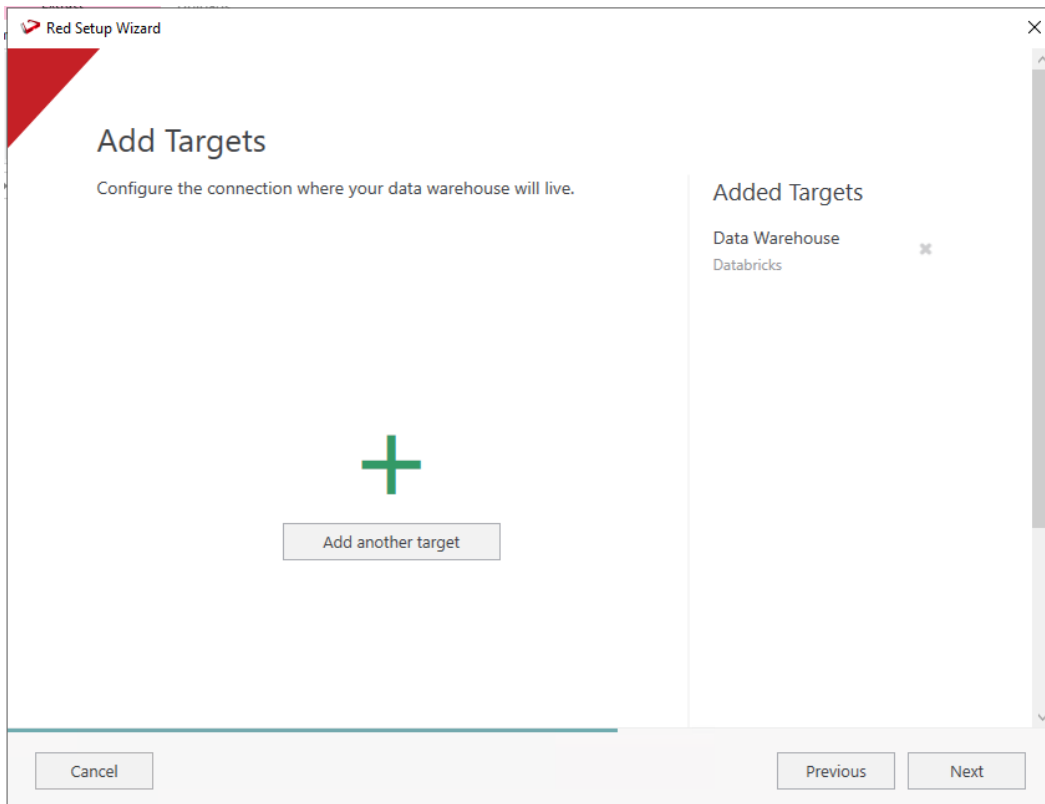 Red Setup Wizard
Add Targets
Configure the connection where your data warehouse will live.
Added Targets
Data Warehouse
Databricks
Add another target
Cancel
Previous
Next